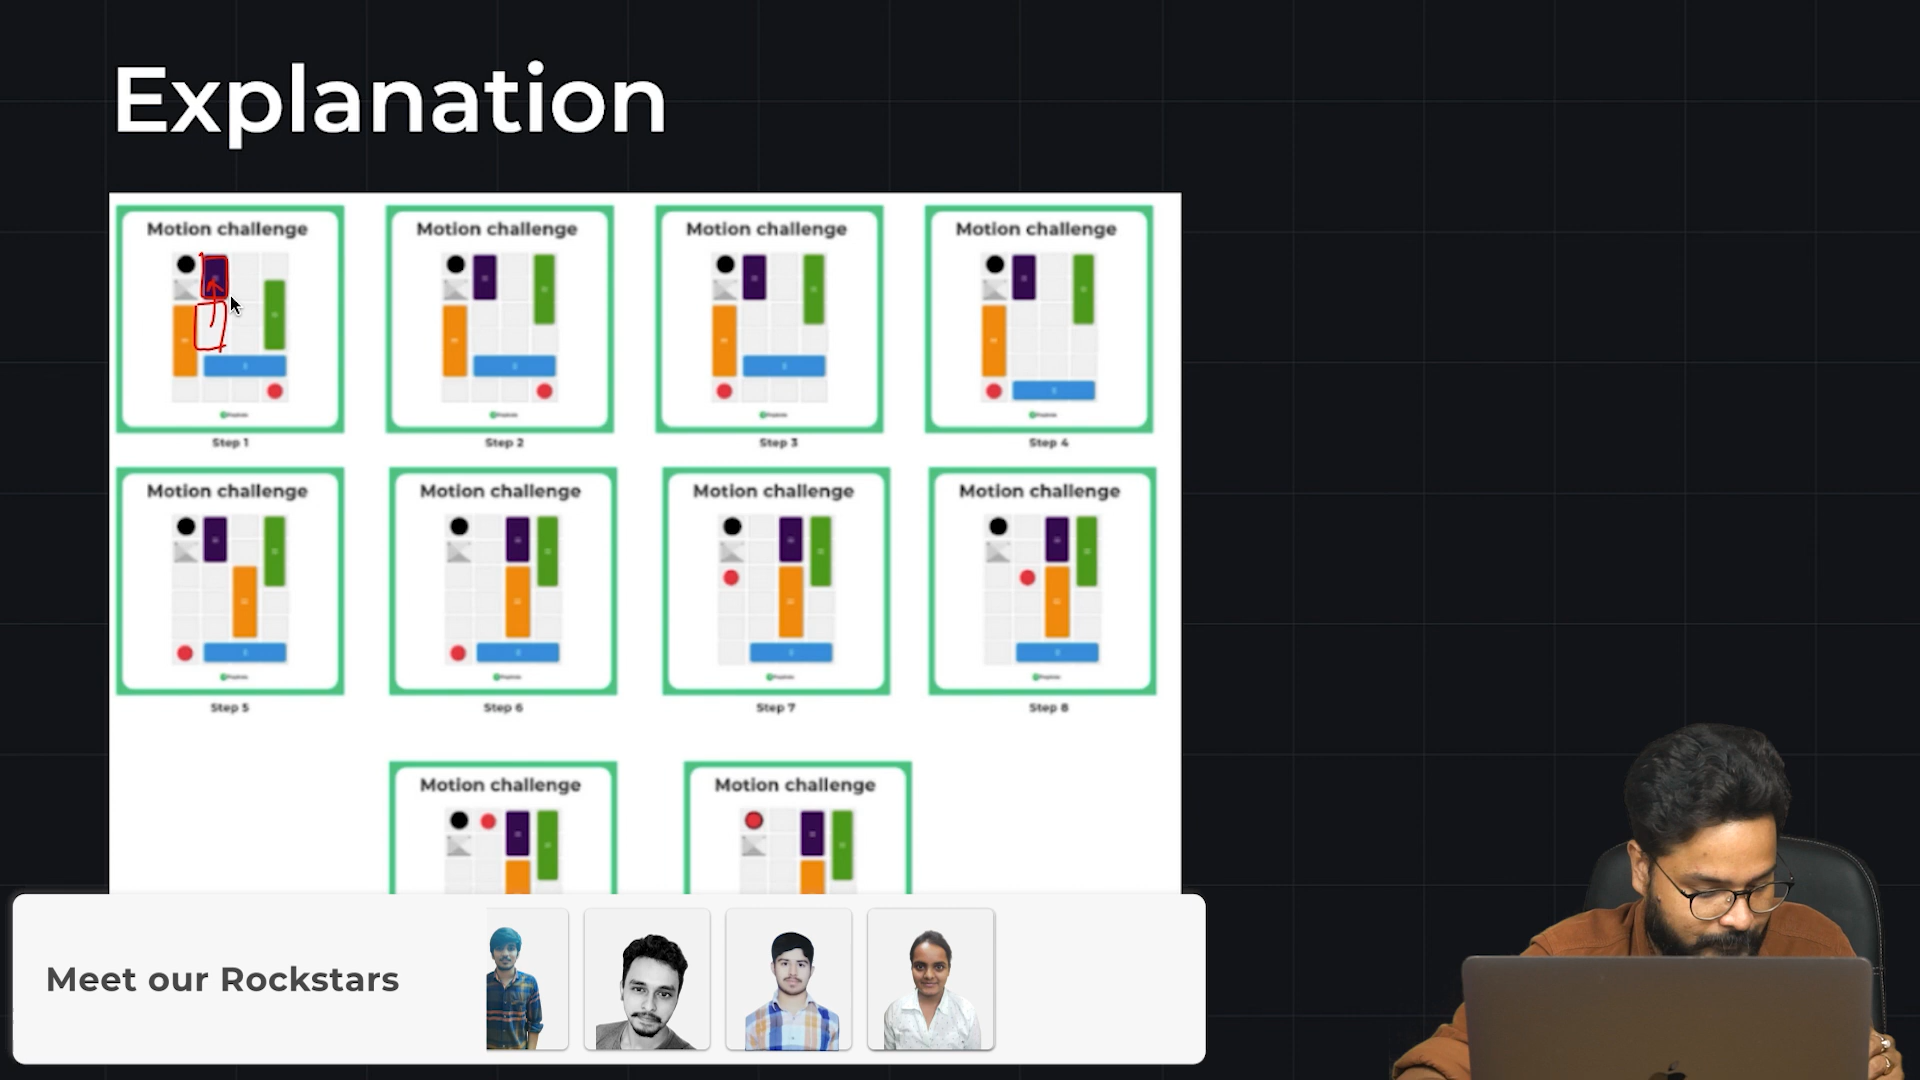 Explanation
Motion challenge
Motion challenge
Motion challenge
Motion challenge
Step 1
Step 2
Step 3
Step 4
Motion challenge
Motion challenge
Motion challenge
Motion challenge
Step 5
Step 6
Step 7
Step 8
Motion challenge
Motion challenge
Meet our Rockstars